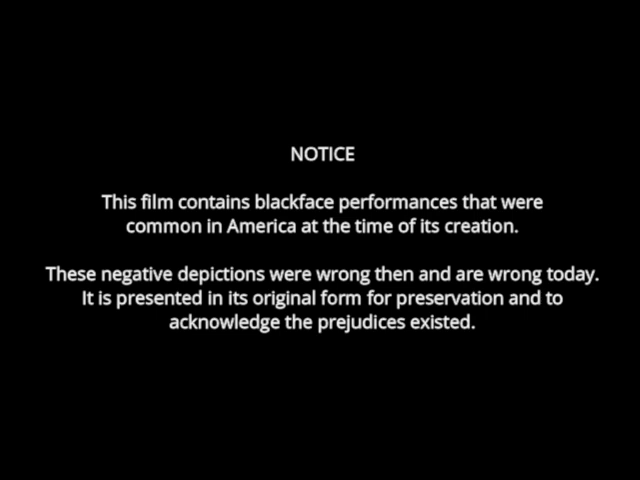 NOTICE
This film contains blackface performances that were
common in America at the time of its creation.
These negative depictions were wrong then and are wrong today.
It is presented in its original form for preservation and to
acknowledge the prejudices existed.